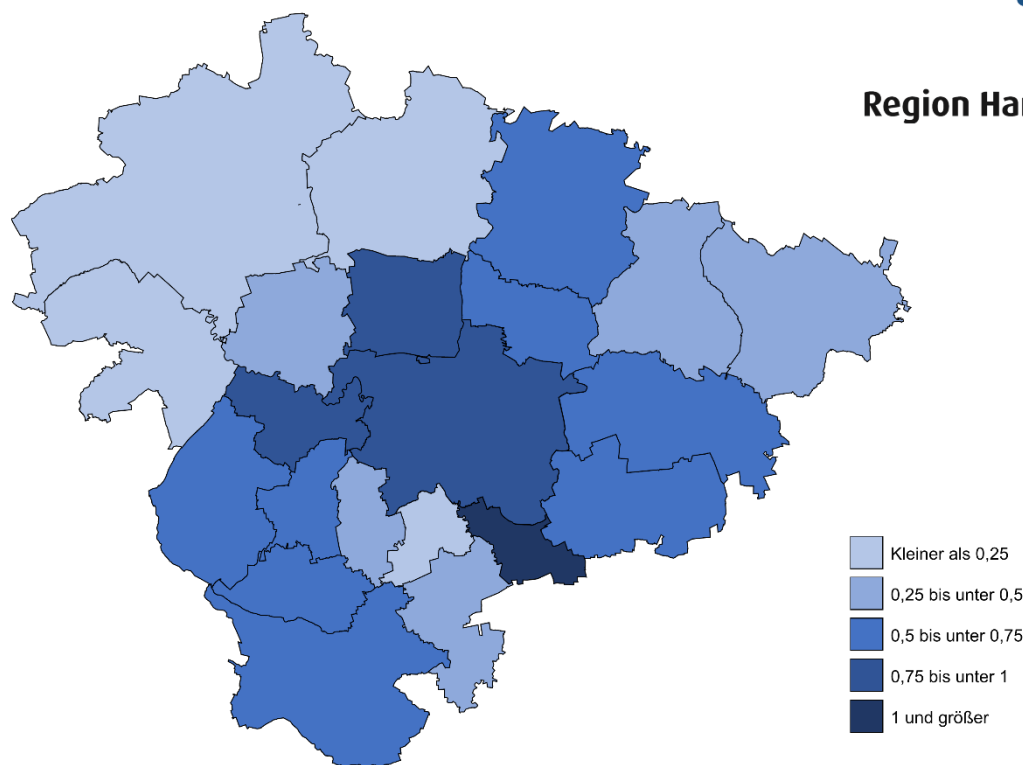 Region Har
Kleiner als 0,25
0,25 bis unter 0,5
0,5 bis unter 0,75
0,75 bis unter 1
1 und größer